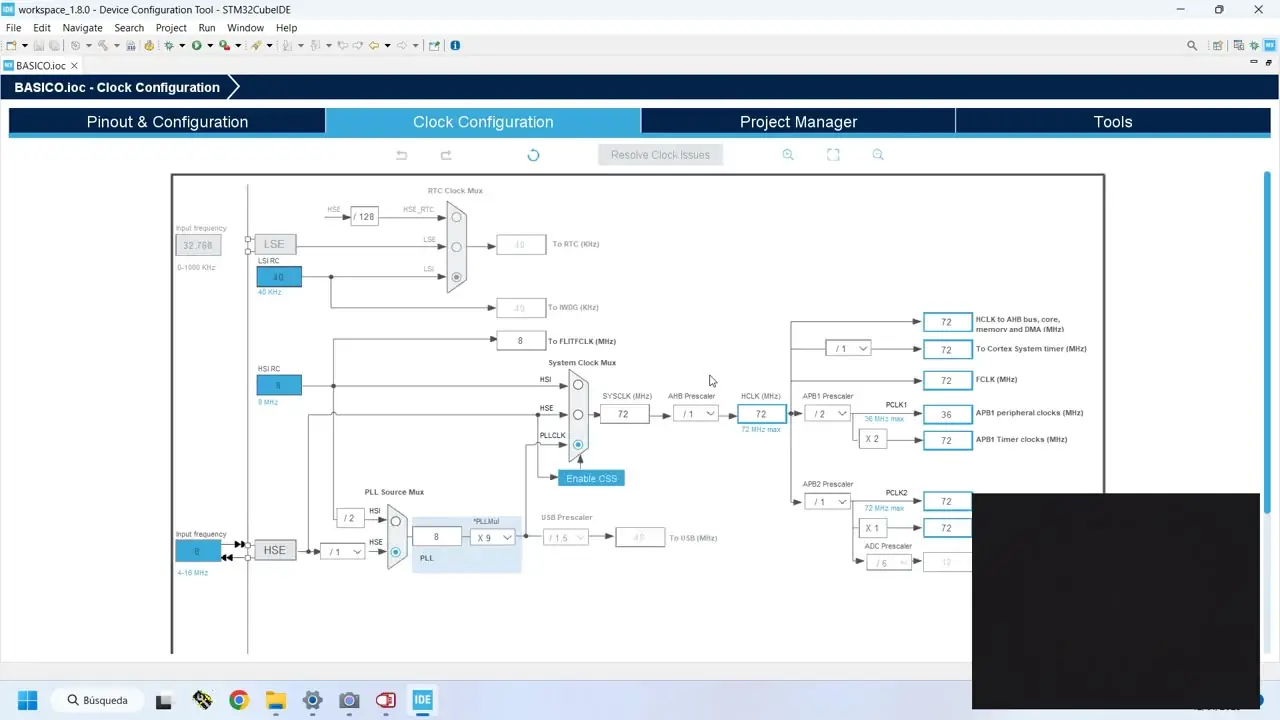 IDE workspace_1.8.0 - Device Configuration Tool - STM32CubeIDE
File Edit Navigate Search Project Run Window Help
MX BASICO.ioc
BASICO.ioc - Clock Configuration
Pinout & Configuration Clock Configuration Project Manager Tools
Resolve Clock Issues
RTC Clock Mux
HSE / 128 HSE_RTC
Input frequency
32.768 LSE LSE 40 To RTC (KHz)
0-1000 KHz
LSI RC
40 LSI
40 KHz
40 To IWDG (KHz)
8 To FLITFCLK (MHz)
System Clock Mux
HSI RC
8 HSI
8 MHz
HSE
PLLCLK
Enable CSS
SYSCLK (MHz) AHB Prescaler HCLK (MHz) APB1 Prescaler
72 / 1 72 / 2
72 MHz max
72 HCLK to AHB bus, core,
memory and DMA (MHz)
/ 1 72 To Cortex System timer (MHz)
72 FCLK (MHz)
PCLK1
36 MHz max
36 APB1 peripheral clocks (MHz)
X 2 72 APB1 Timer clocks (MHz)
APB2 Prescaler
/ 1
PCLK2
72 MHz max
72
X 1 72
ADC Prescaler
/ 6
PLL Source Mux
/ 2 HSI
Input frequency
8 HSE / 1 HSE
4-16 MHz
*PLLMul
8 X 9
PLL
USB Prescaler
/ 1.5 48 To USB (MHz)
Búsqueda IDE